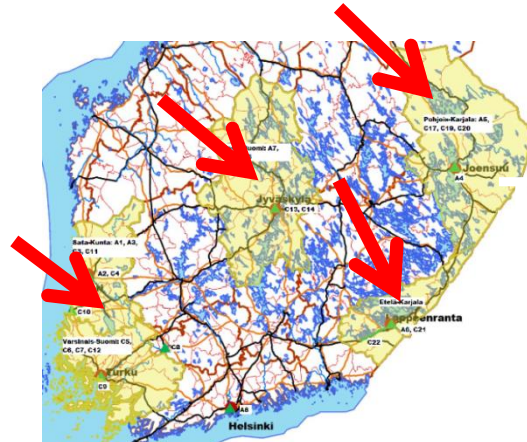 Pohjois-Karjala: A5,
C17, C19, C20
Joensuu
A4
uomi: A7,
Jyväskylä
C13, C14
Sata-Kunta: A1, A3,
C11
A2, C4
C10
Etelä-Karjala
Lappeenranta
A6, C21
C22
Varsinais-Suomi: C5,
C6, C7, C12
C8
Turku
C9
A8
Helsinki